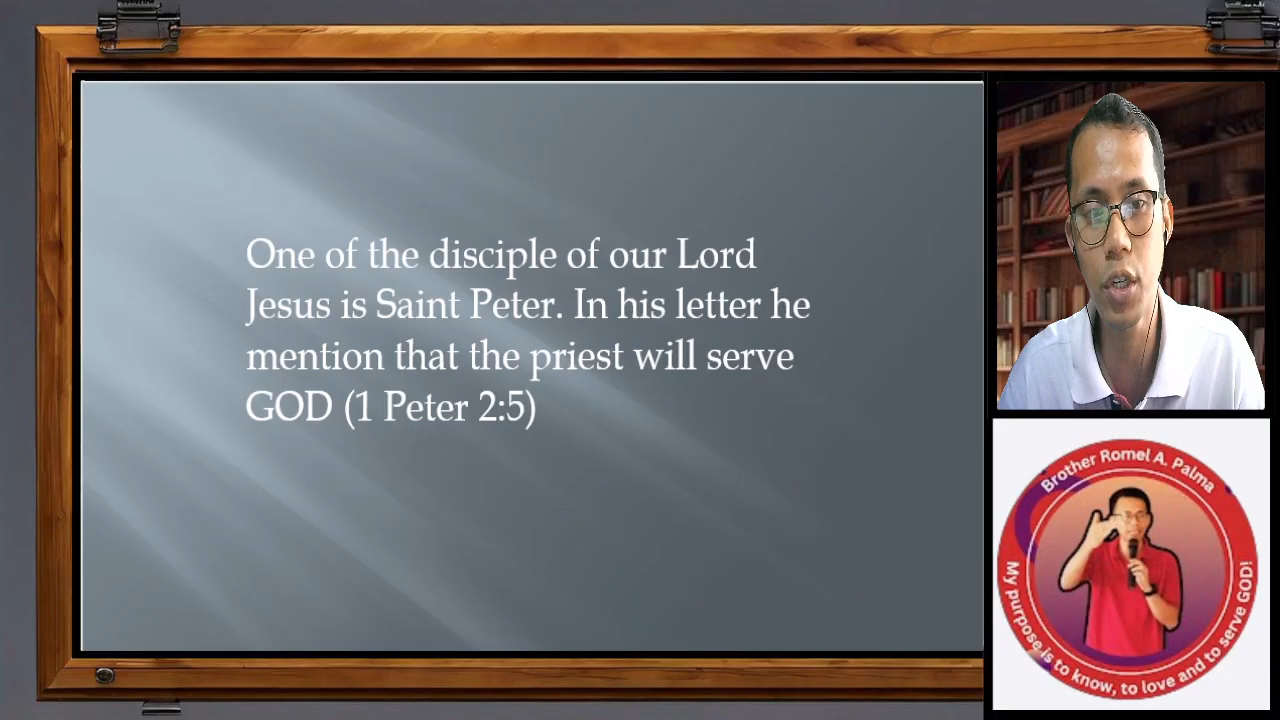 One of the disciple of our Lord
Jesus is Saint Peter. In his letter he
mention that the priest will serve
GOD (1 Peter 2:5)
Brother Romel A. Palma
My purpose is to know, to love and to serve GOD!